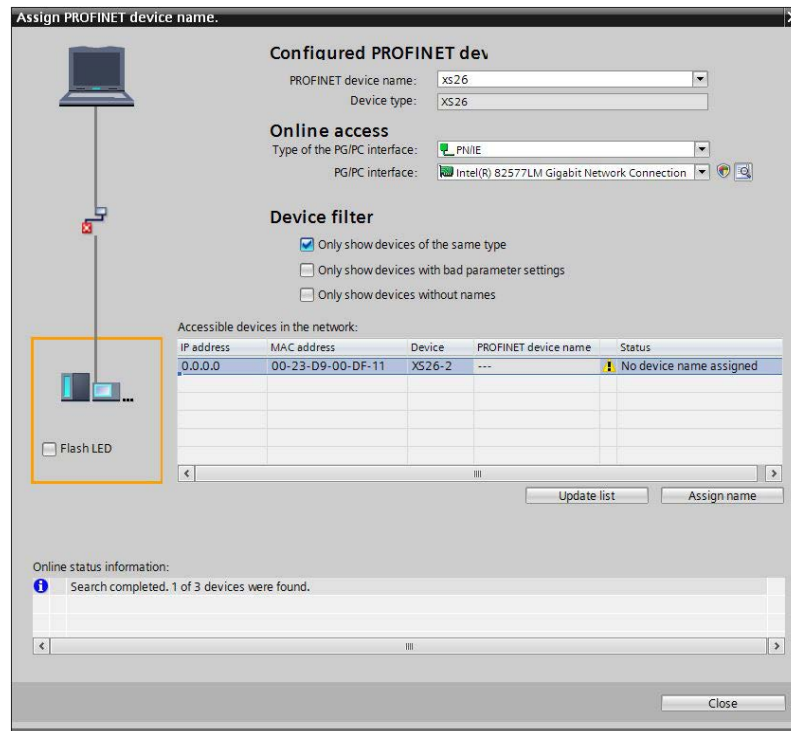 Assign PROFINET device name.
Configured PROFINET dev
PROFINET device name: xs26
Device type: XS26
Online access
Type of the PG/PC interface: PN/IE
PG/PC interface: Intel(R) 82577LM Gigabit Network Connection
Device filter
Only show devices of the same type
Only show devices with bad parameter settings
Only show devices without names
Accessible devices in the network:
IP address MAC address Device PROFINET device name Status
0.0.0.0 00-23-D9-00-DF-11 XS26-2 --- No device name assigned
...
Flash LED
Update list Assign name
Online status information:
Search completed. 1 of 3 devices were found.
Close